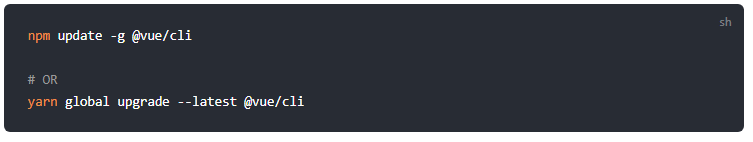 sh
npm update -g @vue/cli
# OR
yarn global upgrade --latest @vue/cli